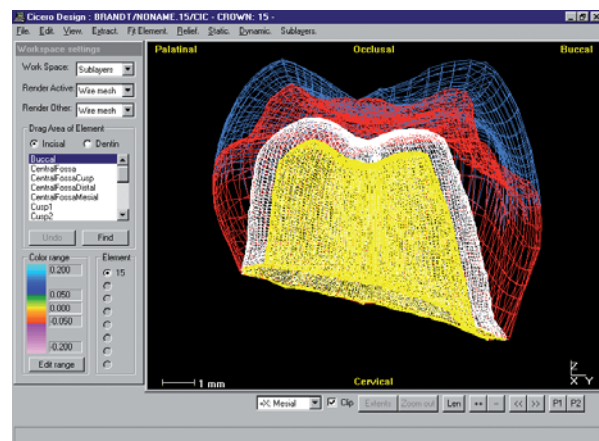 Cicero Design : BRANDT/NONAME.15/CIC - CROWN: 15 -
File. Edit. View. Extract. Fit Element. Relief. Static. Dynamic. Sublayers.
Workspace settings
Work Space: Sublayers
Render Active: Wire mesh
Render Other: Wire mesh
Drag Area of Element
Incisal Dentin
Buccal
CentralFossa
CentralFossaCusp
CentralFossaDistal
CentralFossaMesial
Cusp1
Cusp2
Undo Find
Color range Element
0.200 15
0.050
0.000
-0.050
-0.200
Edit range
Palatinal Occlusal Buccal
1 mm
Cervical
Z
X Y
+X: Mesial Clip Extents Zoom out Len ++ - << >> P1 P2